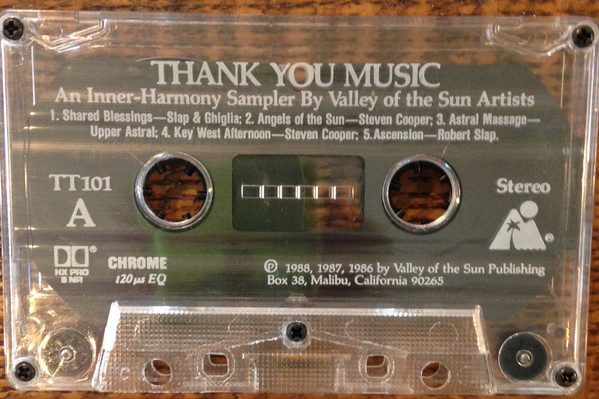 THANK YOU MUSIC
An Inner-Harmony Sampler By Valley of the Sun Artists
1. Shared Blessings—Slap & Ghiglia; 2. Angels of the Sun—Steven Cooper; 3. Astral Massage—
Upper Astral; 4. Key West Afternoon—Steven Cooper; 5. Ascension—Robert Slap.
TT101
A
Stereo
®
HX PRO
B NR
CHROME
120 µs EQ
®
℗ 1988, 1987, 1986 by Valley of the Sun Publishing
Box 38, Malibu, California 90265